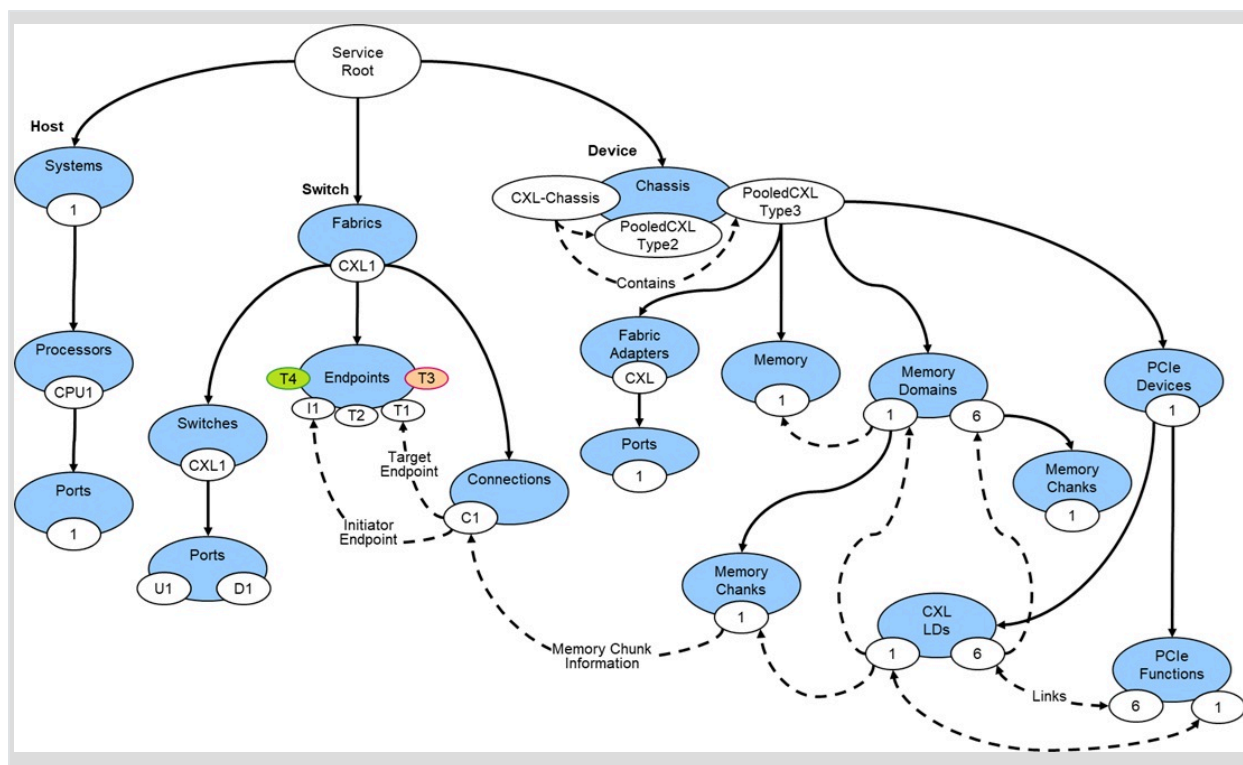 Service
Root
Host
Systems
1
Processors
CPU1
Ports
1
Switch
Fabrics
CXL1
Switches
CXL1
Ports
U1
D1
Endpoints
T4
T3
I1
T2
T1
Target
Endpoint
Initiator
Endpoint
Connections
C1
Device
Chassis
CXL-Chassis
PooledCXL
Type2
PooledCXL
Type3
Contains
Fabric
Adapters
CXL
Ports
1
Memory
1
Memory
Domains
1
6
Memory
Chanks
1
Memory
Chanks
1
Memory Chunk
Information
PCIe
Devices
1
CXL
LDs
1
6
Links
PCIe
Functions
6
1